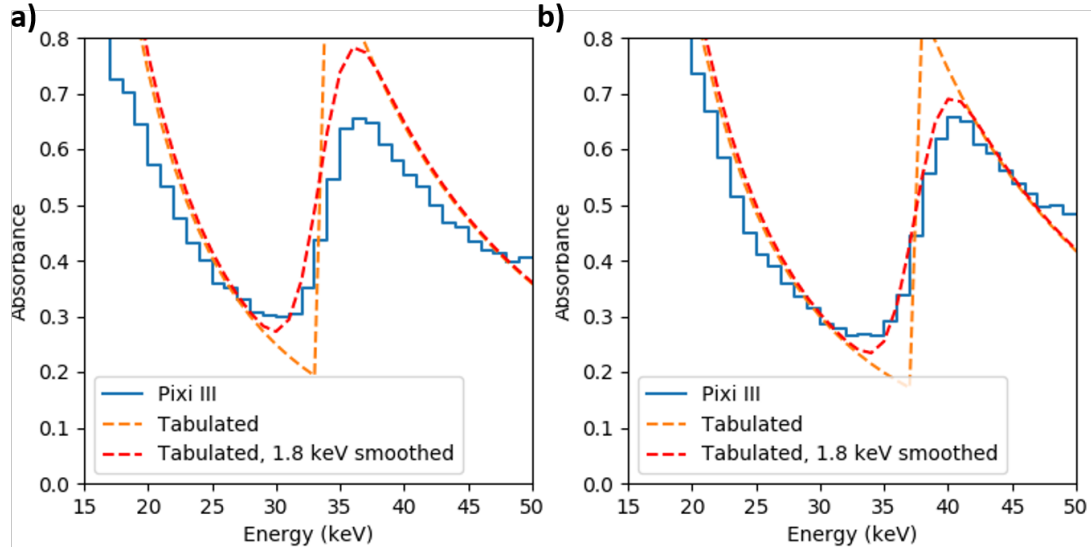 a)
0.8
0.7
0.6
0.5
0.4
0.3
0.2
0.1
0.0
Absorbance
15 20 25 30 35 40 45 50
Energy (keV)
Pixi III
Tabulated
Tabulated, 1.8 keV smoothed
b)
0.8
0.7
0.6
0.5
0.4
0.3
0.2
0.1
0.0
Absorbance
15 20 25 30 35 40 45 50
Energy (keV)
Pixi III
Tabulated
Tabulated, 1.8 keV smoothed